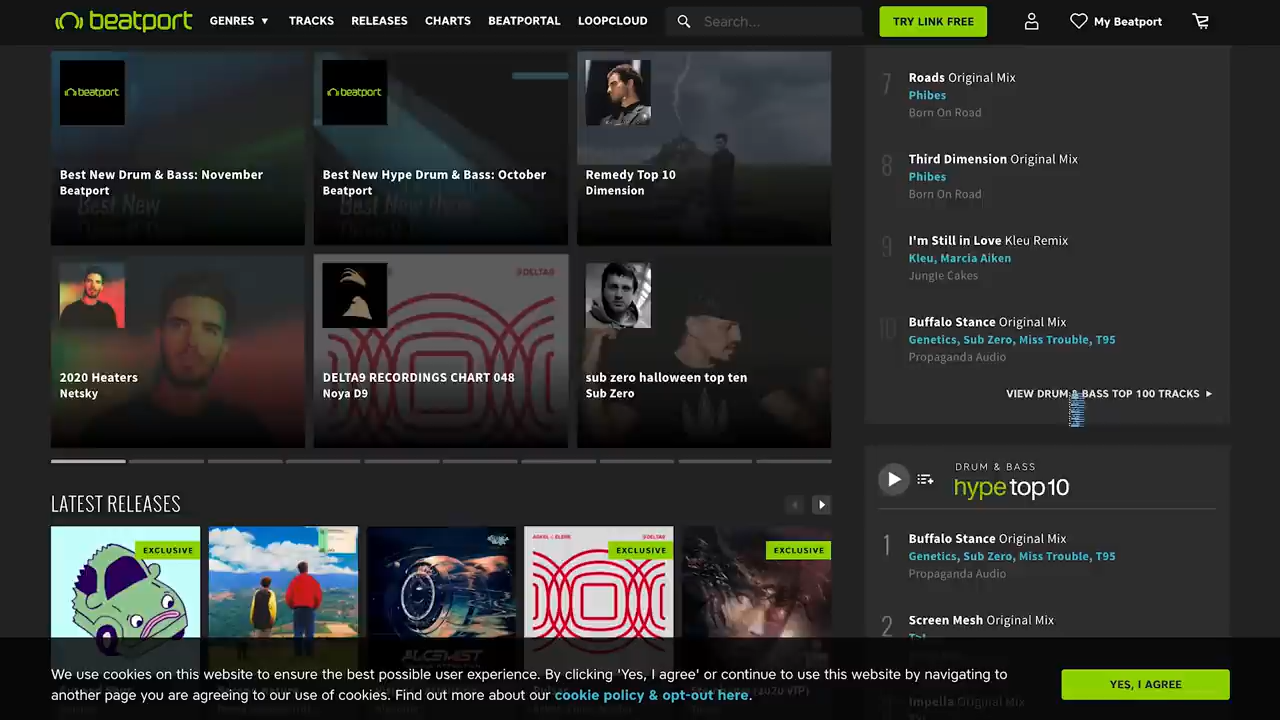 beatport
GENRES
TRACKS
RELEASES
CHARTS
BEATPORTAL
LOOPCLOUD
Search...
TRY LINK FREE
My Beatport
beatport
Best New Drum & Bass: November
Beatport
beatport
Best New Hype Drum & Bass: October
Beatport
Remedy Top 10
Dimension
2020 Heaters
Netsky
DELTA9
DELTA9 RECORDINGS CHART 048
Noya D9
sub zero halloween top ten
Sub Zero
7
Roads Original Mix
Phibes
Born On Road
8
Third Dimension Original Mix
Phibes
Born On Road
9
I'm Still in Love Kleu Remix
Kleu, Marcia Aiken
Jungle Cakes
10
Buffalo Stance Original Mix
Genetics, Sub Zero, Miss Trouble, T95
Propaganda Audio
VIEW DRUM & BASS TOP 100 TRACKS
LATEST RELEASES
EXCLUSIVE
EXCLUSIVE
EXCLUSIVE
DRUM & BASS
hype top10
1
Buffalo Stance Original Mix
Genetics, Sub Zero, Miss Trouble, T95
Propaganda Audio
2
Screen Mesh Original Mix
Impella Original Mix
We use cookies on this website to ensure the best possible user experience. By clicking 'Yes, I agree' or continue to use this website by navigating to
another page you are agreeing to our use of cookies. Find out more about our cookie policy & opt-out here.
YES, I AGREE